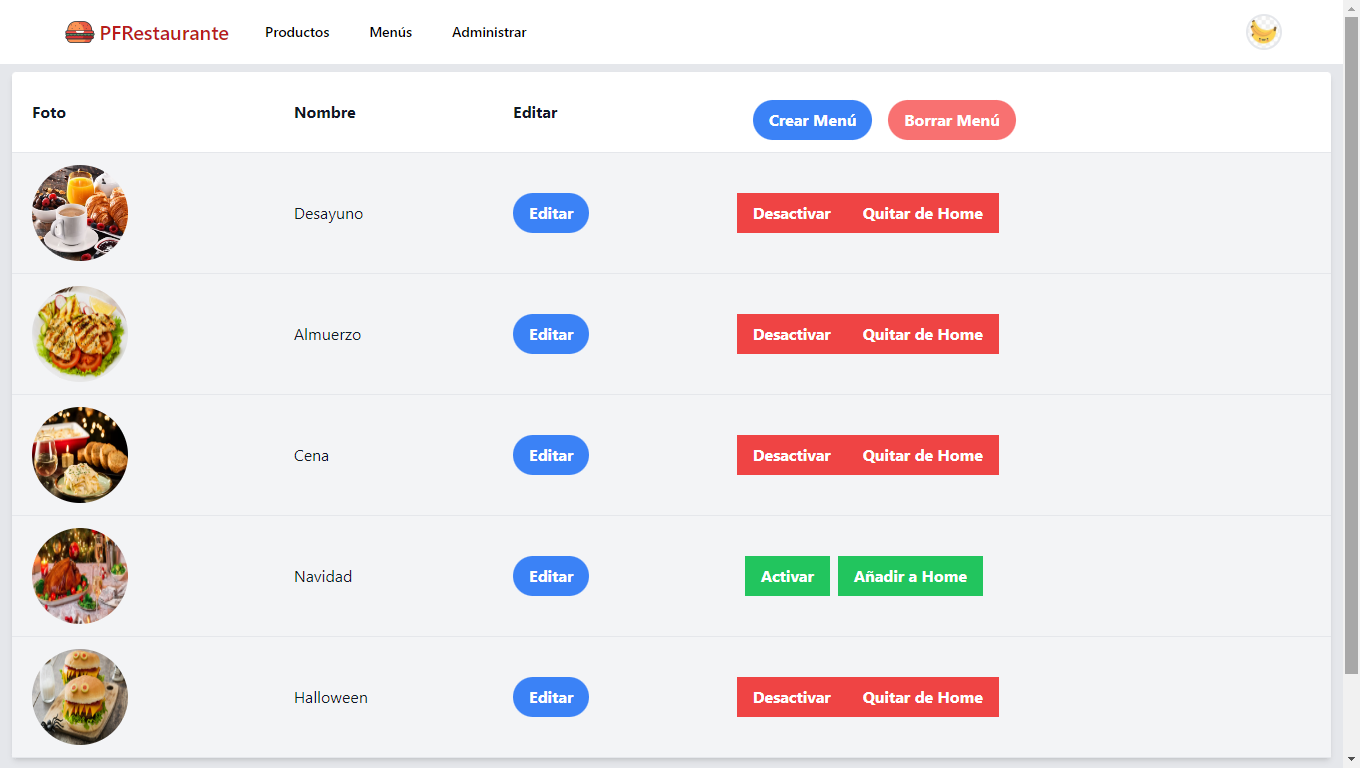 PFRestaurante Productos Menús Administrar
Foto Nombre Editar Crear Menú Borrar Menú
Desayuno Editar Desactivar Quitar de Home
Almuerzo Editar Desactivar Quitar de Home
Cena Editar Desactivar Quitar de Home
Navidad Editar Activar Añadir a Home
Halloween Editar Desactivar Quitar de Home